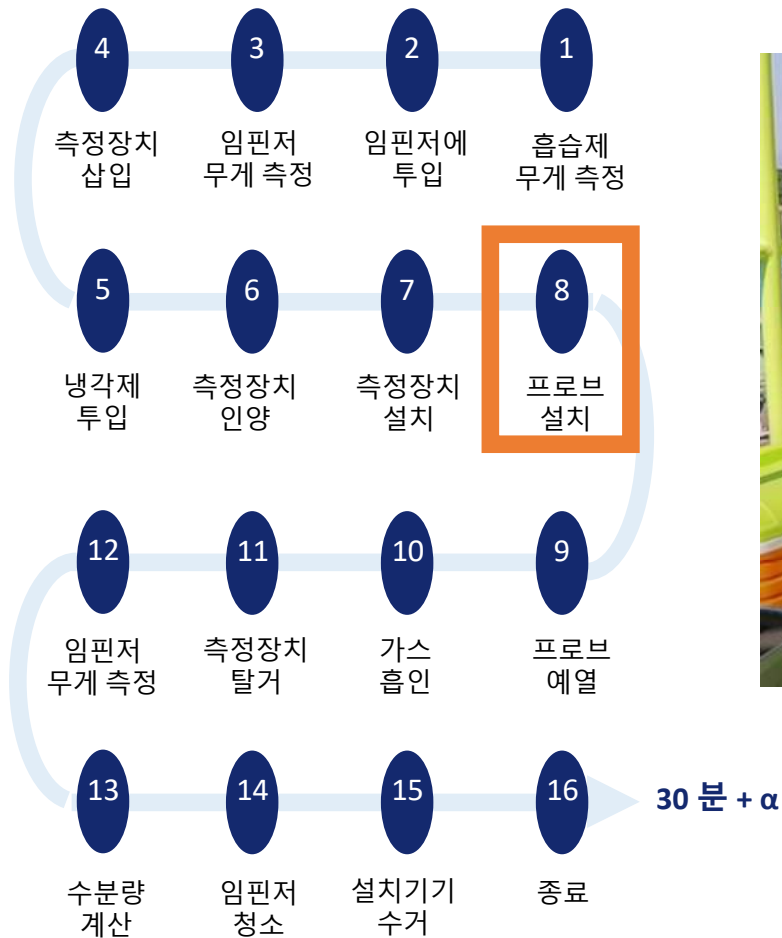 4
3
2
1
측정장치
삽입
임핀저
무게 측정
임핀저에
투입
흡습제
무게 측정
5
6
7
8
냉각제
투입
측정장치
인양
측정장치
설치
프로브
설치
12
11
10
9
임핀저
무게 측정
측정장치
탈거
가스
흡인
프로브
예열
13
14
15
16
30 분 + α
수분량
계산
임핀저
청소
설치기기
수거
종료